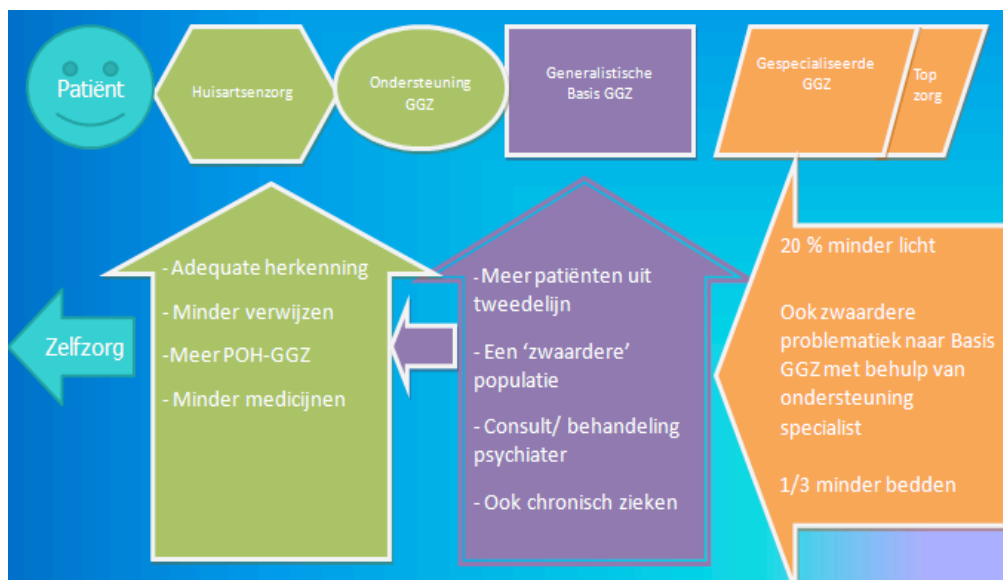 Patiënt
Huisartsenzorg
Ondersteuning
GGZ
Generalistische
Basis GGZ
Gespecialiseerde
GGZ
Top
zorg
Zelfzorg
- Adequate herkenning
- Minder verwijzen
-Meer POH-GGZ
- Minder medicijnen
- Meer patiënten uit
tweedelijn
- Een ‘zwaardere’
populatie
- Consult/ behandeling
psychiater
- Ook chronisch zieken
20 % minder licht
Ook zwaardere
problematiek naar Basis
GGZ met behulp van
ondersteuning
specialist
1/3 minder bedden